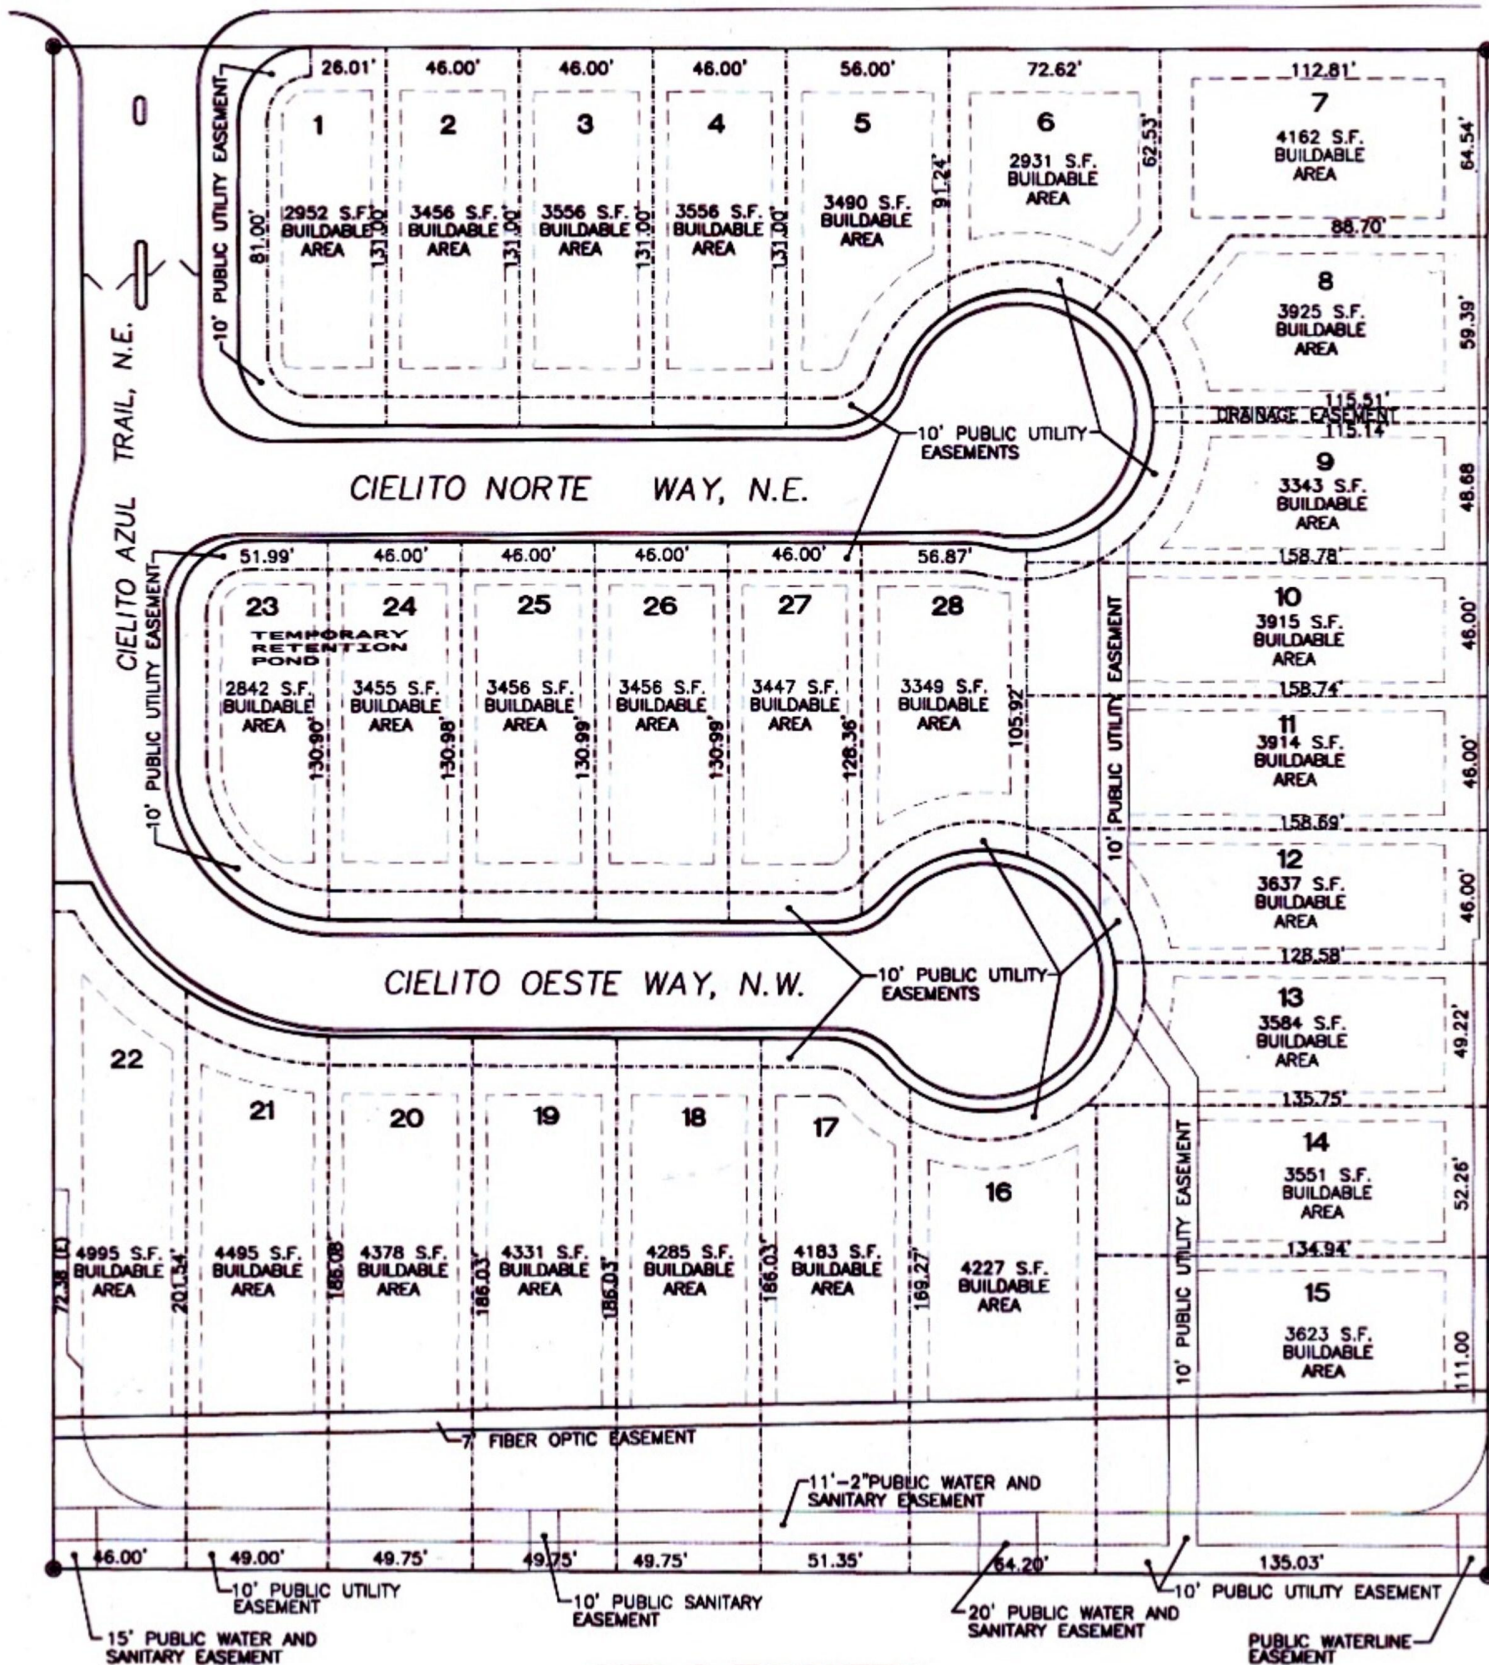 26.01' 46.00' 46.00' 46.00' 56.00' 72.62' 112.81'
10' PUBLIC UTILITY EASEMENT
1
2952 S.F.
BUILDABLE
AREA
81.00'
131.00'
2
3456 S.F.
BUILDABLE
AREA
131.00'
3
3556 S.F.
BUILDABLE
AREA
131.00'
4
3556 S.F.
BUILDABLE
AREA
131.00'
5
3490 S.F.
BUILDABLE
AREA
91.24'
6
2931 S.F.
BUILDABLE
AREA
62.53'
7
4162 S.F.
BUILDABLE
AREA
64.54'
88.70'
8
3925 S.F.
BUILDABLE
AREA
59.39'
115.51'
DRAINAGE EASEMENT
115.14'
9
3343 S.F.
BUILDABLE
AREA
48.68
158.78'
10' PUBLIC UTILITY
EASEMENTS
CIELITO NORTE WAY, N.E.
CIELITO AZUL TRAIL, N.E.
10' PUBLIC UTILITY EASEMENT
51.99' 46.00' 46.00' 46.00' 46.00' 56.87'
23
TEMPORARY
RETENTION
POND
2842 S.F.
BUILDABLE
AREA
130.90'
24
3455 S.F.
BUILDABLE
AREA
130.98'
25
3456 S.F.
BUILDABLE
AREA
130.99'
26
3456 S.F.
BUILDABLE
AREA
130.99'
27
3447 S.F.
BUILDABLE
AREA
128.36'
28
3349 S.F.
BUILDABLE
AREA
105.92'
10' PUBLIC UTILITY EASEMENT
10
3915 S.F.
BUILDABLE
AREA
46.00'
158.74'
11
3914 S.F.
BUILDABLE
AREA
46.00'
158.69'
12
3637 S.F.
BUILDABLE
AREA
46.00'
128.58'
13
3584 S.F.
BUILDABLE
AREA
49.22'
135.75'
CIELITO OESTE WAY, N.W.
10' PUBLIC UTILITY
EASEMENTS
22
4995 S.F.
BUILDABLE
AREA
72.38 (E)
201.54'
21
4495 S.F.
BUILDABLE
AREA
186.08'
20
4378 S.F.
BUILDABLE
AREA
186.03'
19
4331 S.F.
BUILDABLE
AREA
186.03'
18
4285 S.F.
BUILDABLE
AREA
186.03'
17
4183 S.F.
BUILDABLE
AREA
169.27'
16
4227 S.F.
BUILDABLE
AREA
10' PUBLIC UTILITY EASEMENT
14
3551 S.F.
BUILDABLE
AREA
52.26'
134.94'
15
3623 S.F.
BUILDABLE
AREA
111.00
7' FIBER OPTIC EASEMENT
11'-2" PUBLIC WATER AND
SANITARY EASEMENT
46.00' 49.00' 49.75' 49.75' 49.75' 51.35' 64.20' 135.03'
10' PUBLIC UTILITY
EASEMENT
10' PUBLIC SANITARY
EASEMENT
20' PUBLIC WATER AND
SANITARY EASEMENT
10' PUBLIC UTILITY EASEMENT
15' PUBLIC WATER AND
SANITARY EASEMENT
PUBLIC WATERLINE
EASEMENT